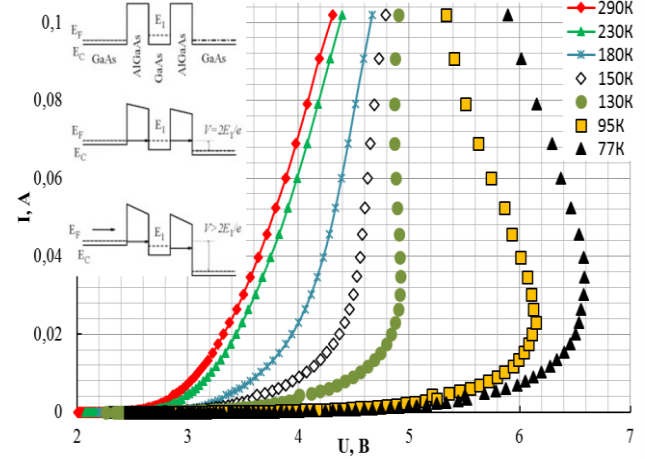 0,1
0,08
0,06
0,04
0,02
0
I, A
2
3
4
5
6
7
U, B
290K
230K
180K
150K
130K
95K
77K
E_F
E_C
GaAs
AlGaAs
E_1
GaAs
AlGaAs
GaAs
E_F
E_C
E_1
V=2E_1/e
E_F
E_C
E_1
V>2E_1/e